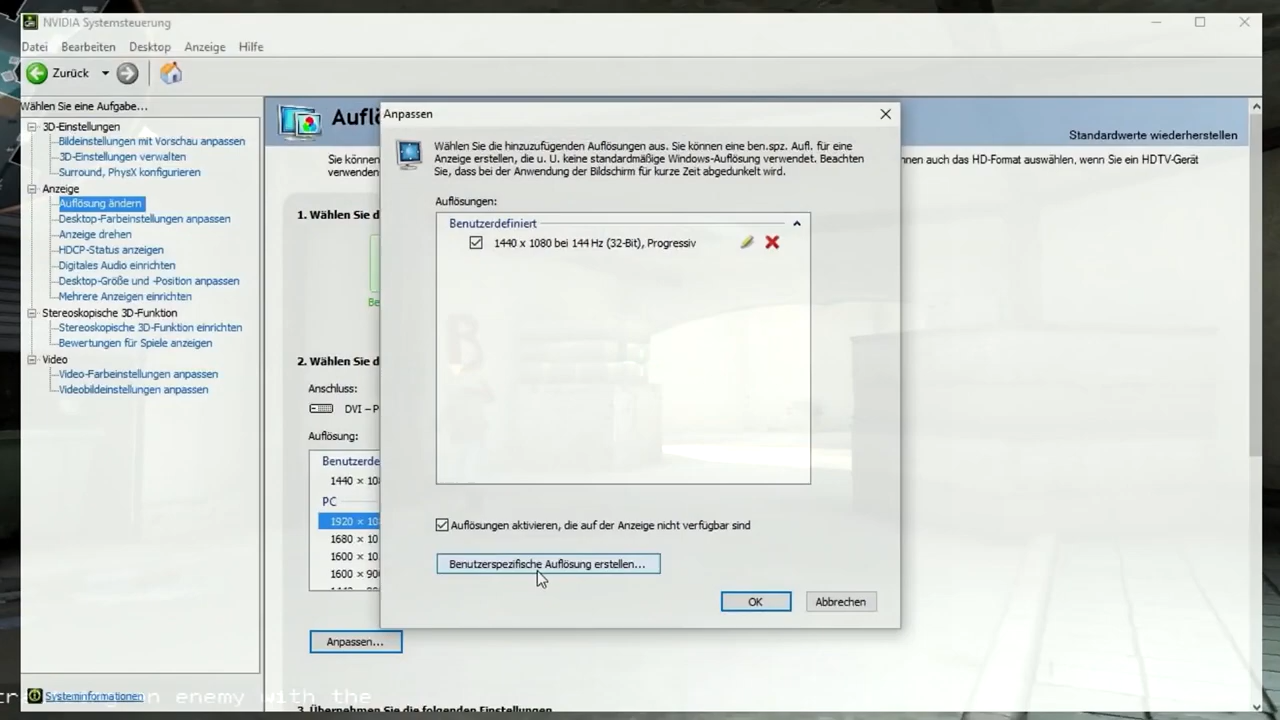 NVIDIA Systemsteuerung
Datei Bearbeiten Desktop Anzeige Hilfe
Zurück
Wählen Sie eine Aufgabe...
3D-Einstellungen
Bildeinstellungen mit Vorschau anpassen
3D-Einstellungen verwalten
Surround, PhysX konfigurieren
Anzeige
Auflösung ändern
Desktop-Farbeinstellungen anpassen
Anzeige drehen
HDCP-Status anzeigen
Digitales Audio einrichten
Desktop-Größe und -Position anpassen
Mehrere Anzeigen einrichten
Stereoskopische 3D-Funktion
Stereoskopische 3D-Funktion einrichten
Bewertungen für Spiele anzeigen
Video
Video-Farbeinstellungen anpassen
Videobildeinstellungen anpassen
Systeminformationen
Auflö
Standardwerte wiederherstellen
Sie können
nnen auch das HD-Format auswählen, wenn Sie ein HDTV-Gerät
verwenden
1. Wählen Sie d
Be
2. Wählen Sie d
Anschluss:
DVI – P
Auflösung:
Benutzerde
1440 × 108
PC
1920 × 10
1680 × 10
1600 × 10
1600 × 900
Anpassen...
3. Übernehmen Sie die folgenden Einstellungen
Anpassen
Wählen Sie die hinzuzufügenden Auflösungen aus. Sie können eine ben.spz. Aufl. für eine
Anzeige erstellen, die u. U. keine standardmäßige Windows-Auflösung verwendet. Beachten
Sie, dass bei der Anwendung der Bildschirm für kurze Zeit abgedunkelt wird.
Auflösungen:
Benutzerdefiniert
1440 x 1080 bei 144 Hz (32-Bit), Progressiv
Auflösungen aktivieren, die auf der Anzeige nicht verfügbar sind
Benutzerspezifische Auflösung erstellen...
OK Abbrechen
n enemy with the